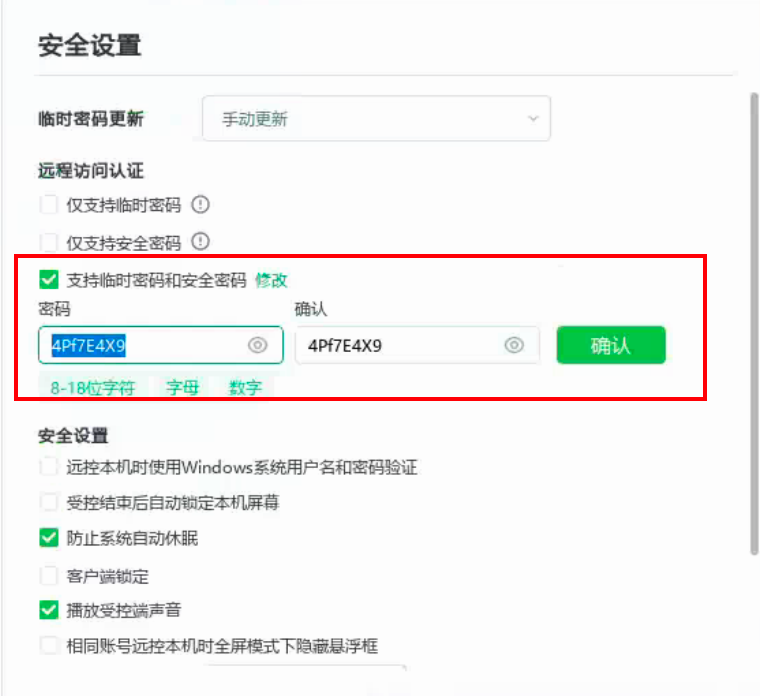 安全设置
临时密码更新 手动更新
远程访问认证
仅支持临时密码
仅支持安全密码
支持临时密码和安全密码 修改
密码 确认
4Pf7E4X9 4Pf7E4X9 确认
8-18位字符 字母 数字
安全设置
远控本机时使用Windows系统用户名和密码验证
受控结束后自动锁定本机屏幕
防止系统自动休眠
客户端锁定
播放受控端声音
相同账号远控本机时全屏模式下隐藏悬浮框